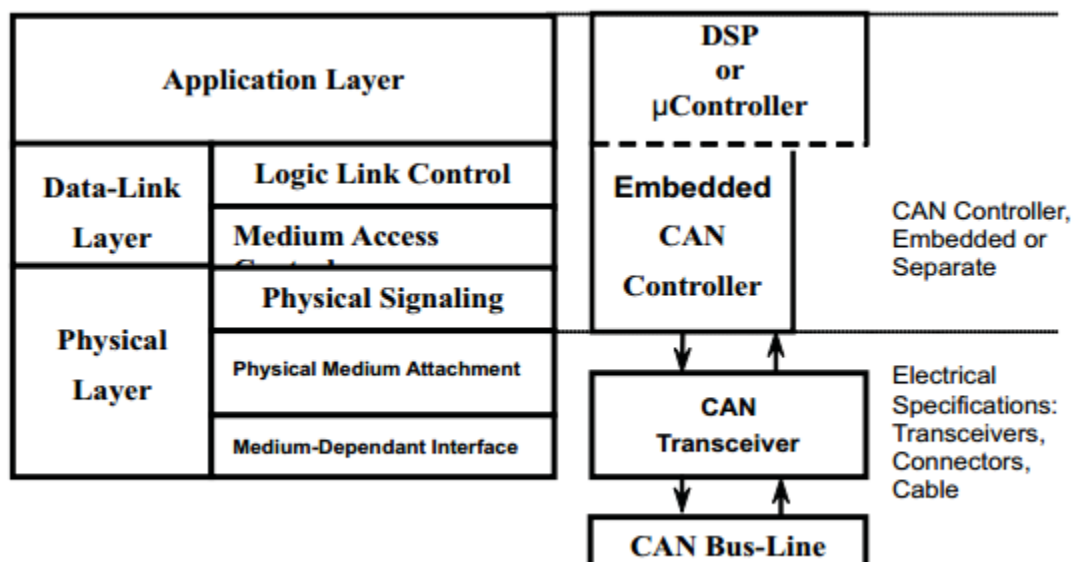 Application Layer
Data-Link
Layer
Logic Link Control
Medium Access
Physical
Layer
Physical Signaling
Physical Medium Attachment
Medium-Dependant Interface
DSP
or
µController
Embedded
CAN
Controller
CAN
Transceiver
CAN Bus-Line
CAN Controller,
Embedded or
Separate
Electrical
Specifications:
Transceivers,
Connectors,
Cable